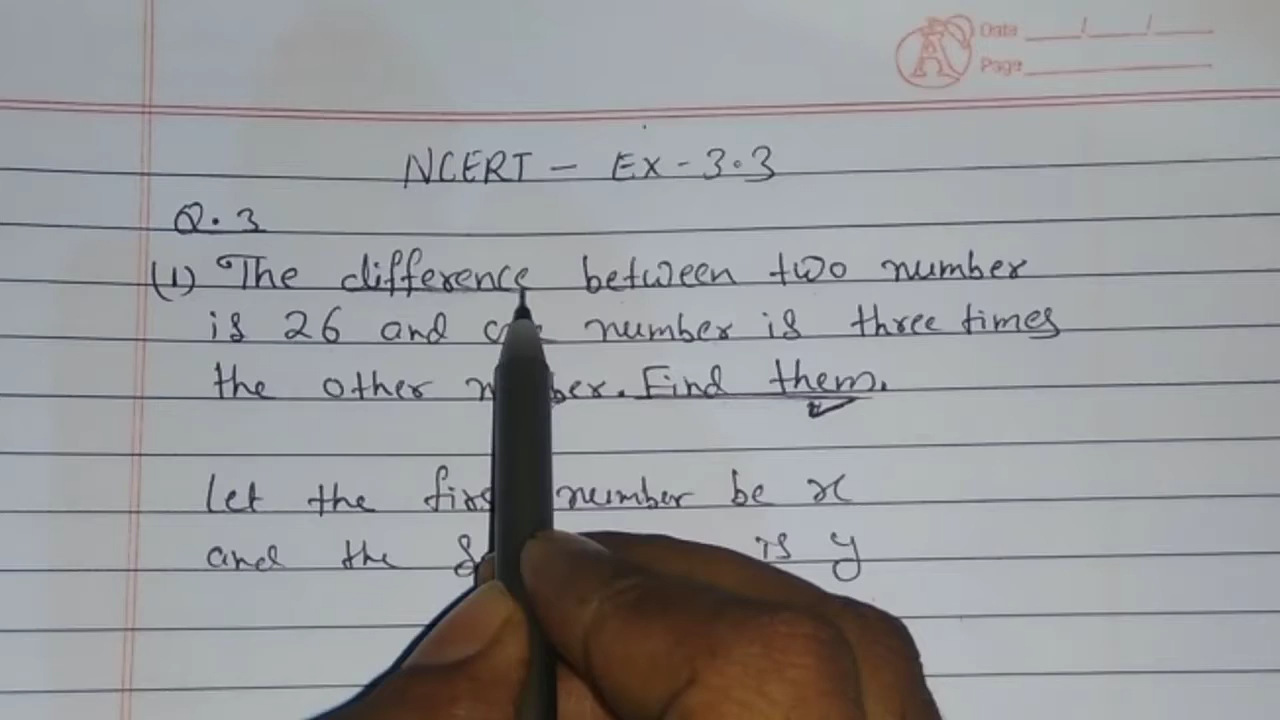 Date / /
Page
NCERT - Ex-3.3
Q.3
(1) The difference between two number
is 26 and number is three times
the other Find them.
Let the number be x
and the is y